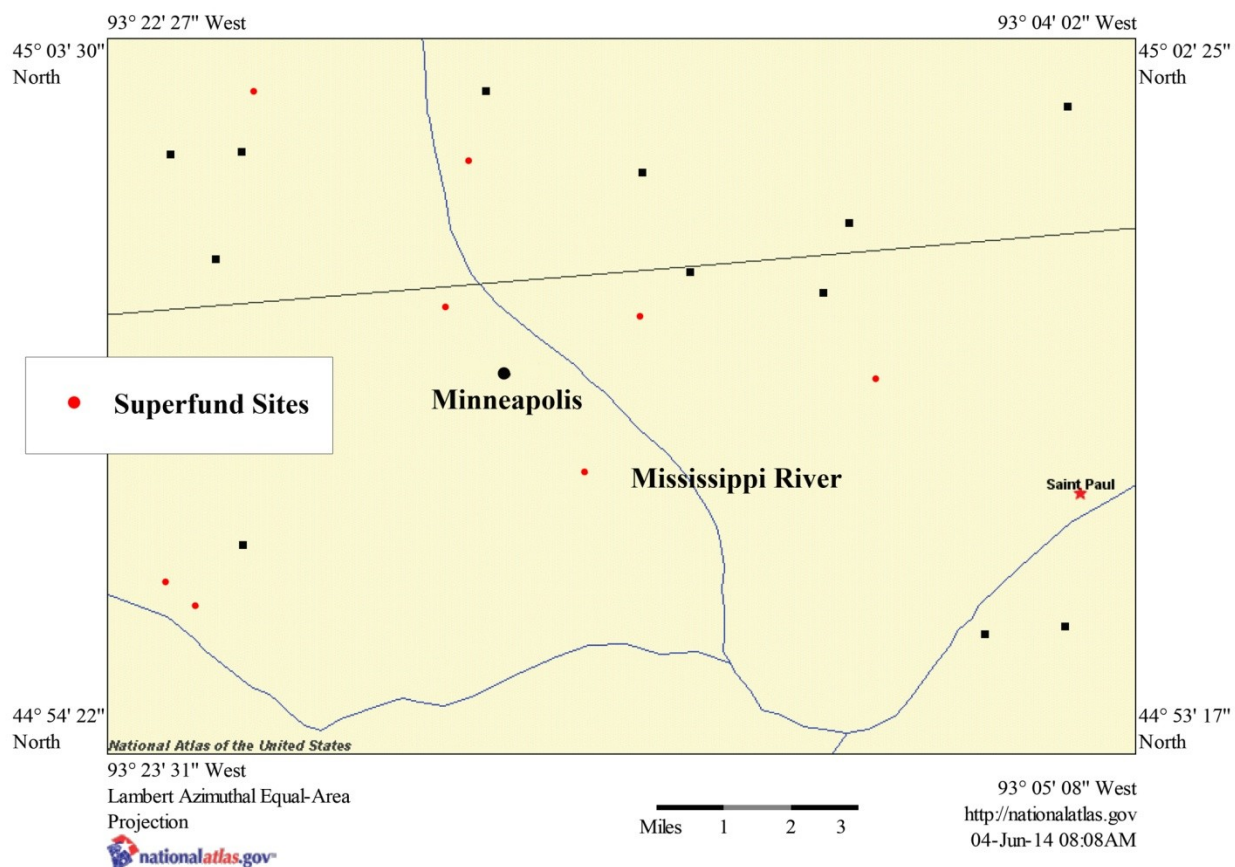 93° 22' 27" West
93° 04' 02" West
45° 03' 30"
North
45° 02' 25"
North
Superfund Sites
Minneapolis
Mississippi River
Saint Paul
44° 54' 22"
North
44° 53' 17"
North
National Atlas of the United States
93° 23' 31" West
Lambert Azimuthal Equal-Area
Projection
nationalatlas.gov™
Miles 1 2 3
93° 05' 08" West
http://nationalatlas.gov
04-Jun-14 08:08AM